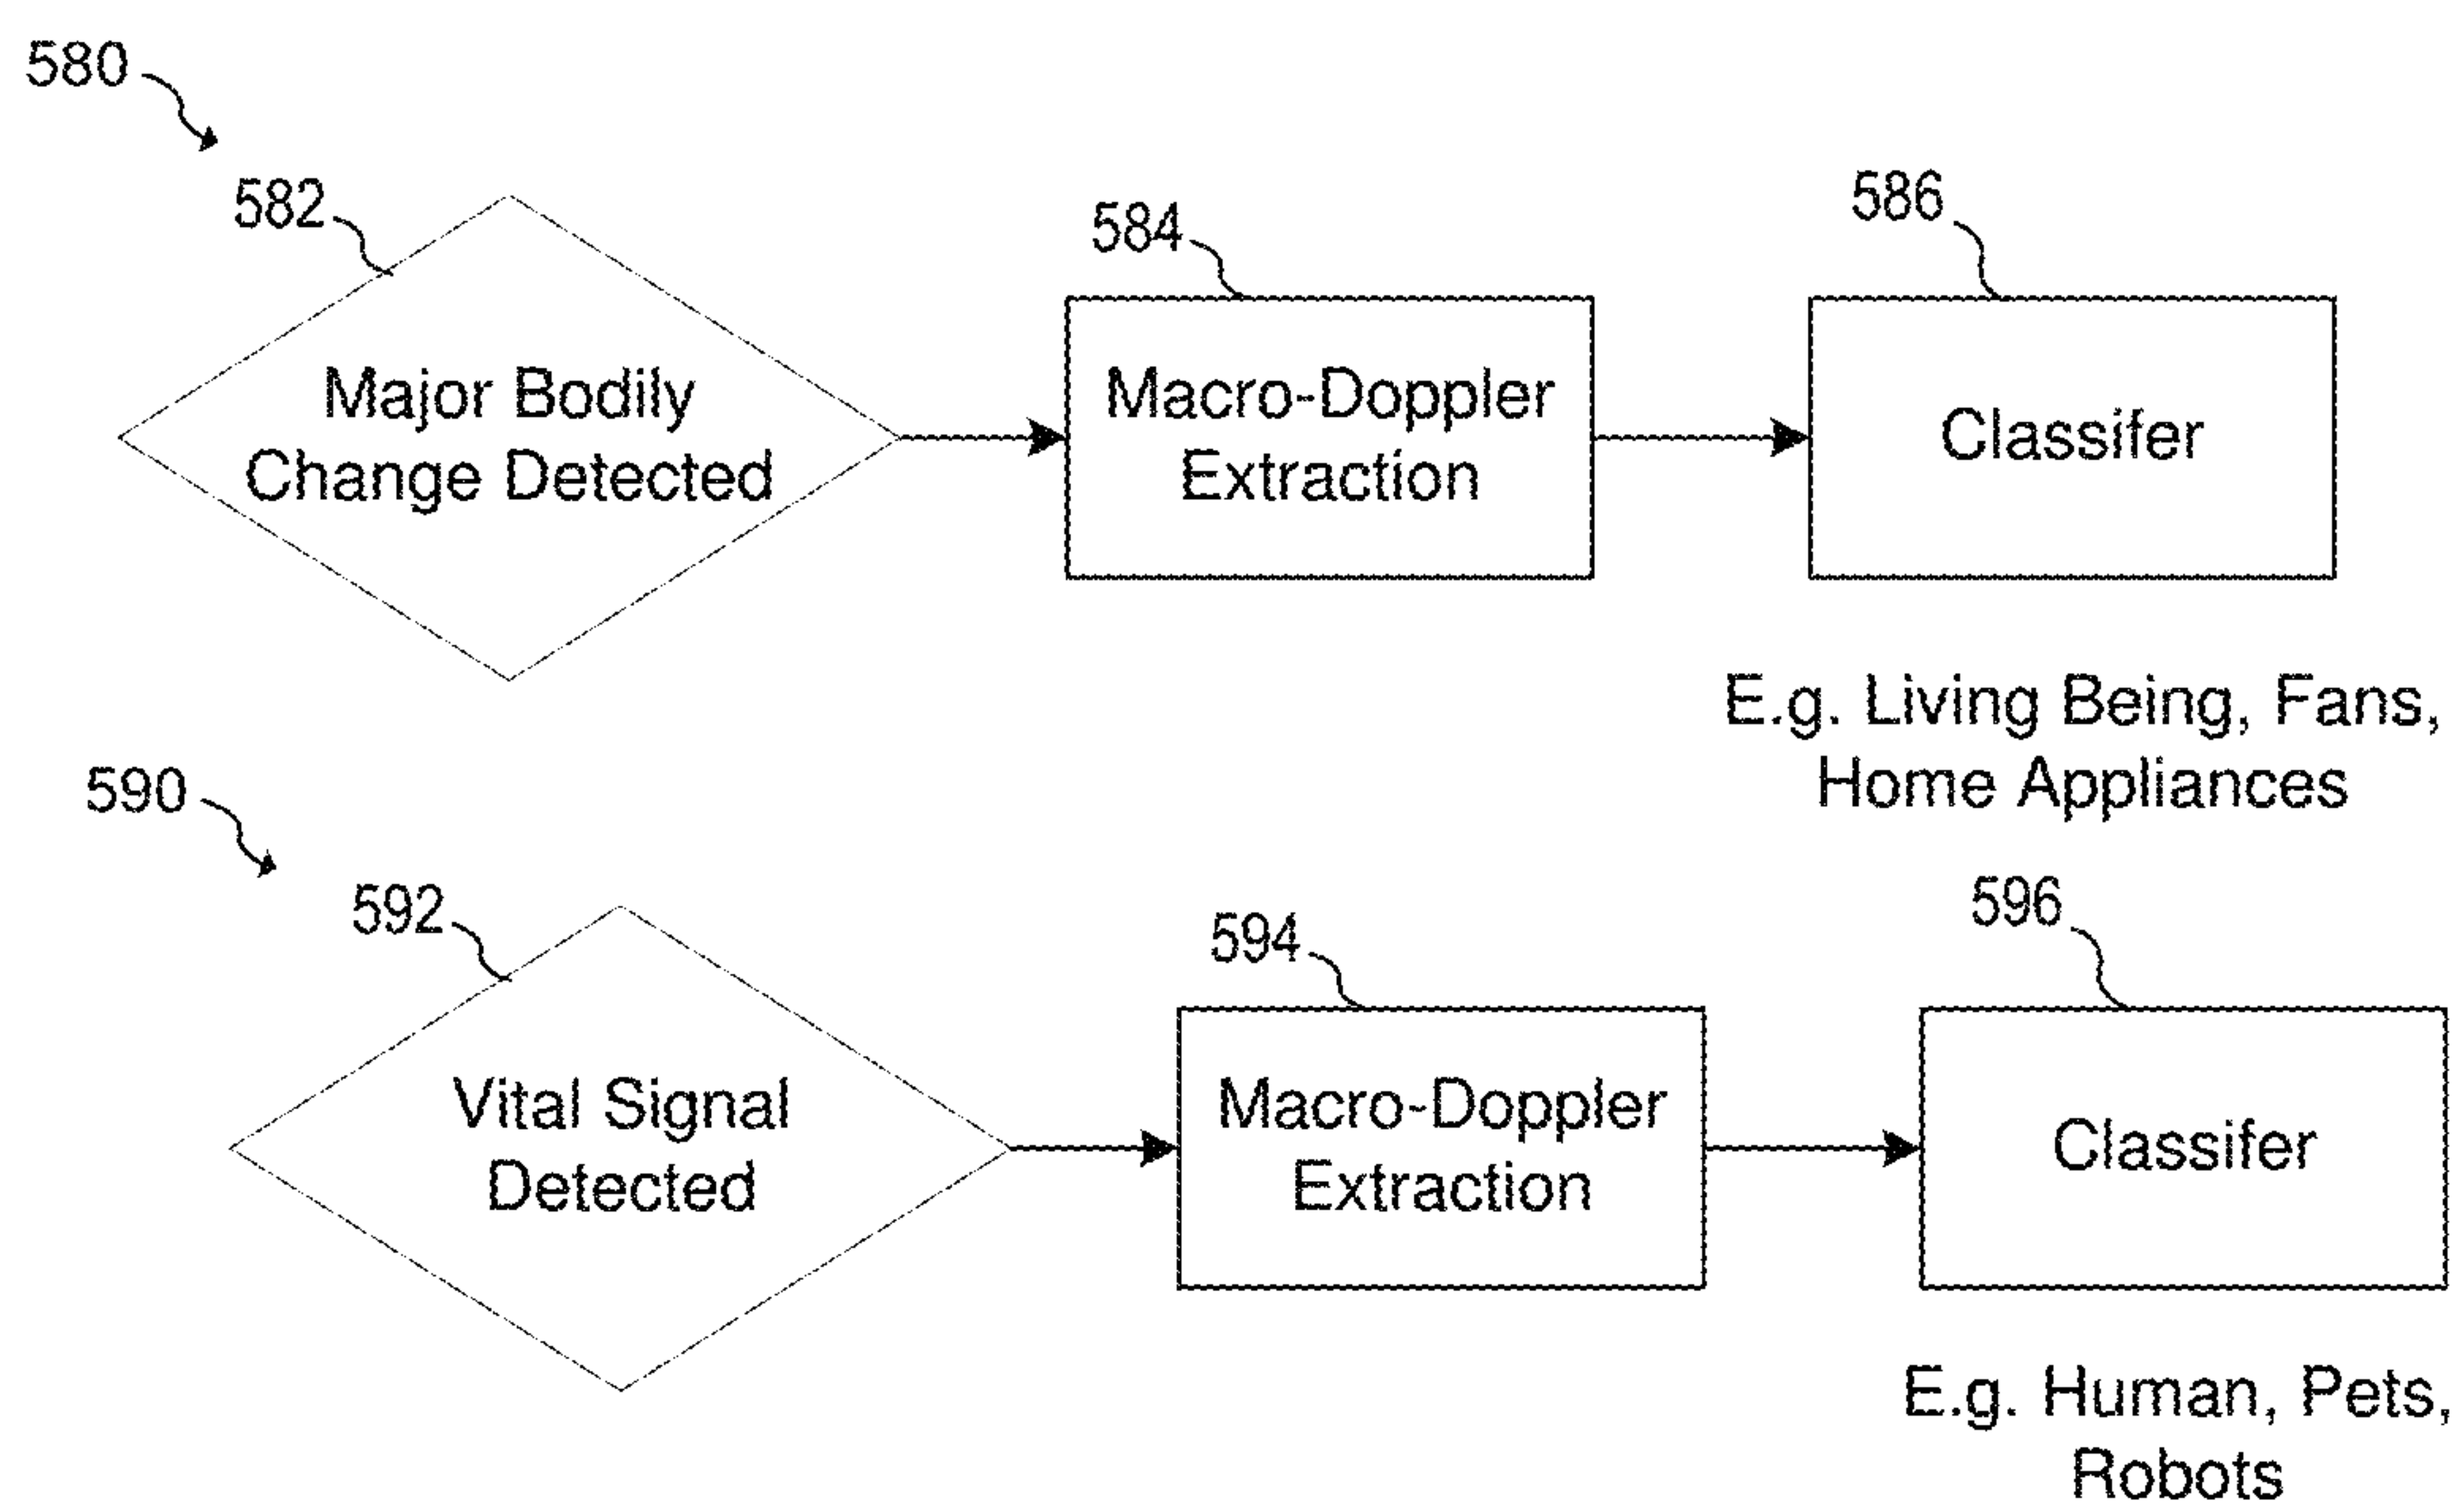 580
582
584
586
Major Bodily
Change Detected
Macro-Doppler
Extraction
Classifer
E.g. Living Being, Fans,
Home Appliances
590
592
594
596
Vital Signal
Detected
Macro-Doppler
Extraction
Classifer
E.g. Human, Pets,
Robots